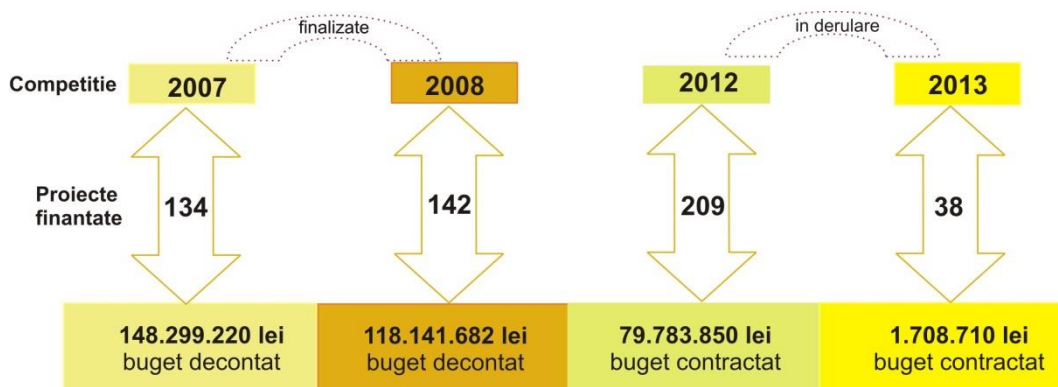 finalizate
in derulare
Competitie
2007
2008
2012
2013
Proiecte
finantate
134
142
209
38
148.299.220 lei
buget decontat
118.141.682 lei
buget decontat
79.783.850 lei
buget contractat
1.708.710 lei
buget contractat